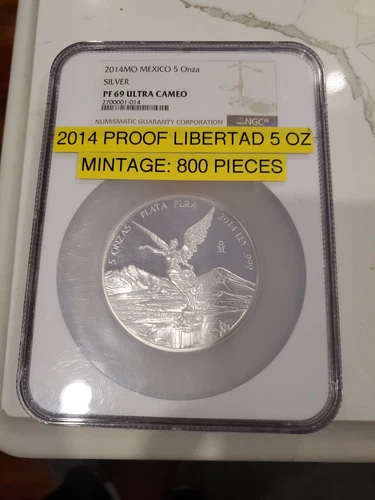 2014MO MEXICO 5 Onza
SILVER
PF 69 ULTRA CAMEO
2700001-014
NUMISMATIC GUARANTY CORPORATION
NGC®
2014 PROOF LIBERTAD 5 OZ
MINTAGE: 800 PIECES
5 ONZAS PLATA PURA 2014 LEY .999